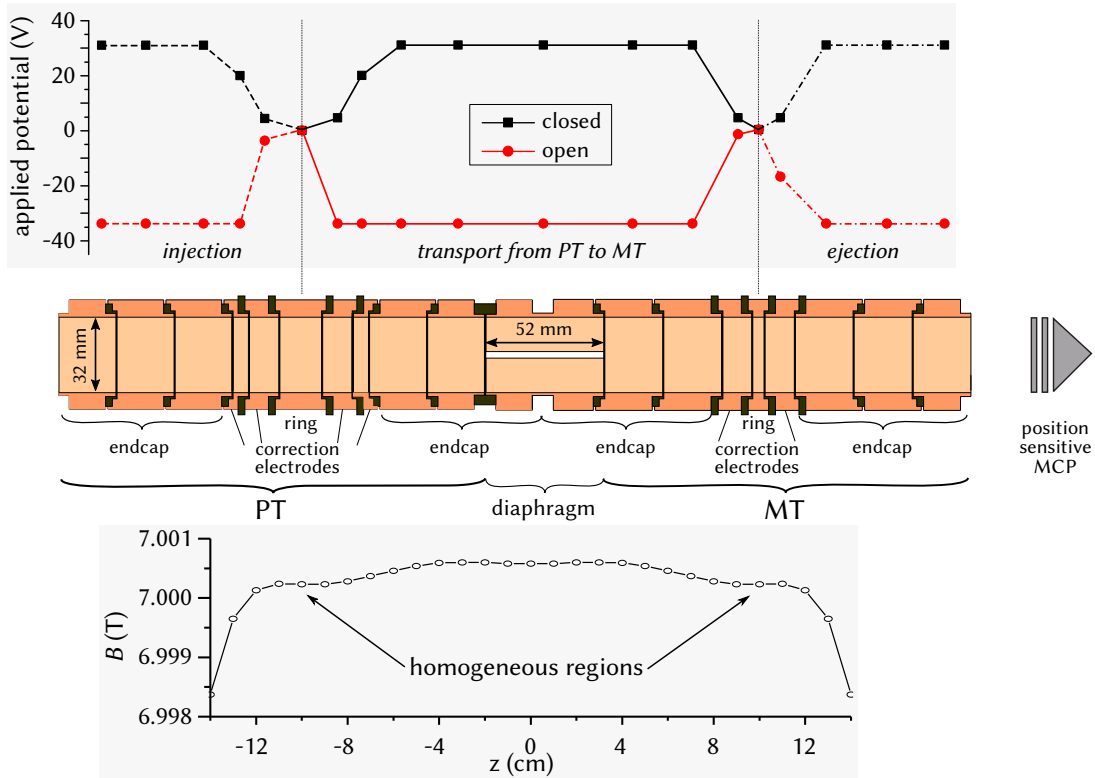 applied potential (V)
40
20
0
-20
-40
closed
open
injection
transport from PT to MT
ejection
32 mm
52 mm
endcap
correction
electrodes
ring
endcap
endcap
ring
correction
electrodes
endcap
position
sensitive
MCP
PT
diaphragm
MT
B (T)
7.001
7.000
6.999
6.998
homogeneous regions
-12
-8
-4
0
4
8
12
z (cm)